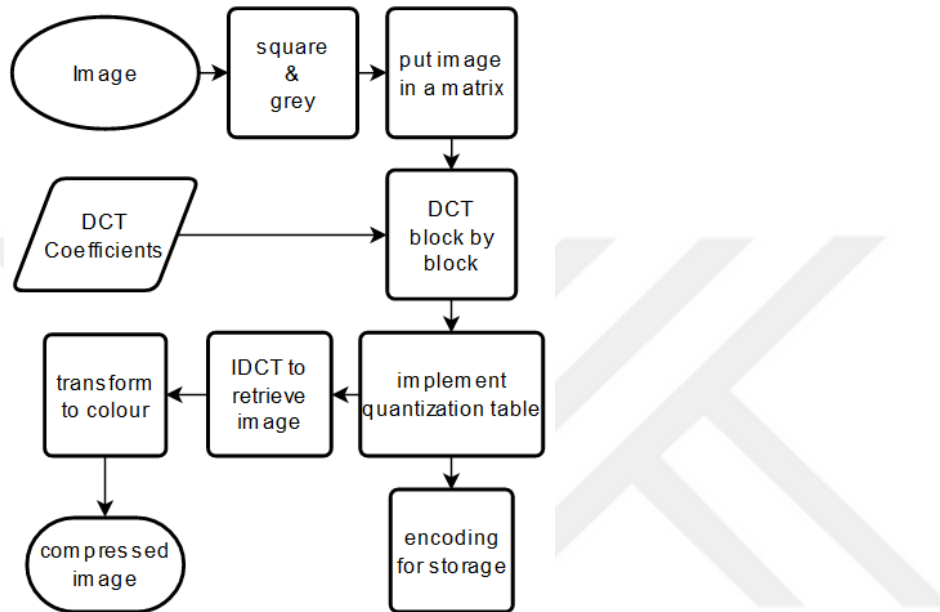 Image
square
&
grey
put image
in a matrix
DCT
Coefficients
DCT
block by
block
transform
to colour
IDCT to
retrieve
image
implement
quantization table
compressed
image
encoding
for storage